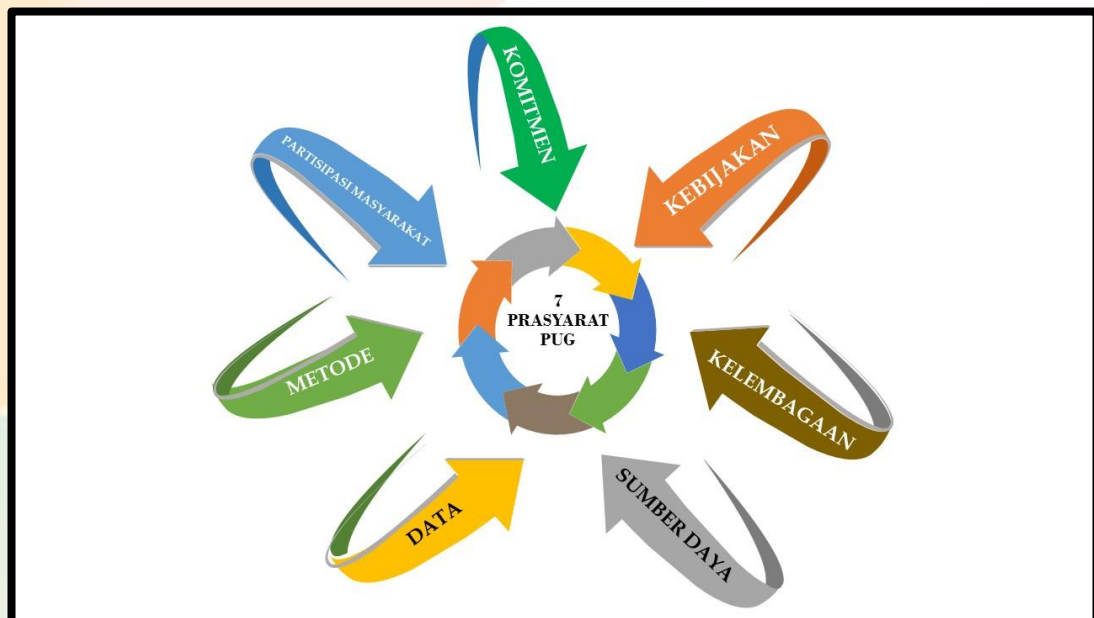 KOMITMEN
KEBIJAKAN
KELEMBAGAAN
SUMBER DAYA
DATA
METODE
PARTISIPASI MASYARAKAT
7
PRASYARAT
PUG